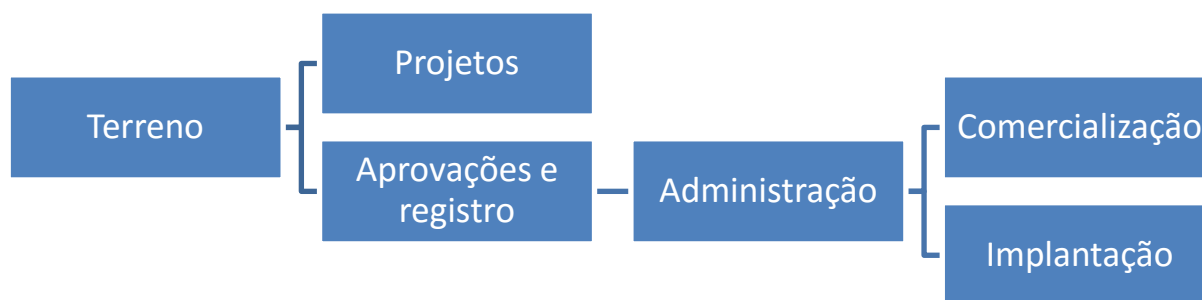 Projetos
Terreno
Aprovações e
registro
Administração
Comercialização
Implantação